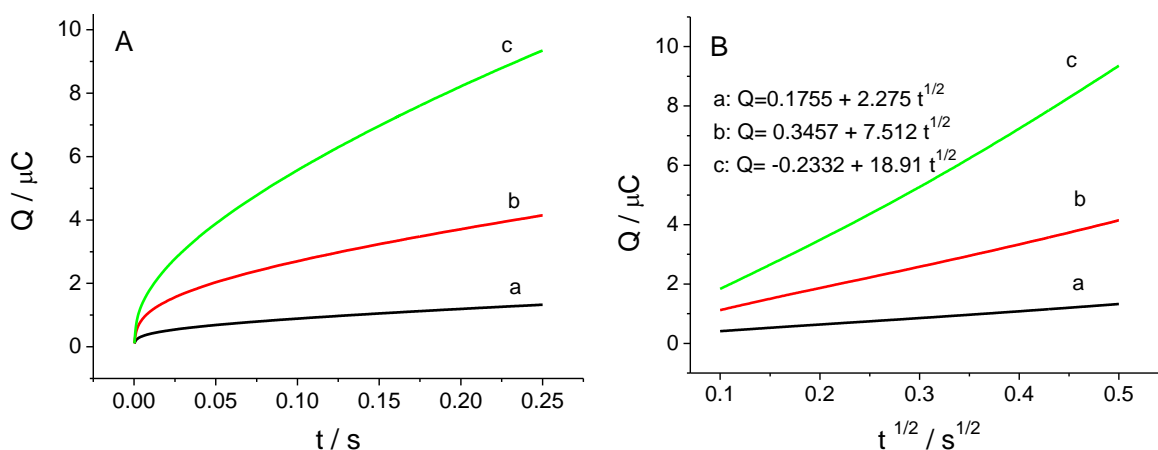 A
10
8
6
4
2
0
Q / μC
c
b
a
0.00 0.05 0.10 0.15 0.20 0.25
t / s
B
10
8
6
4
2
0
Q / μC
c
a: Q=0.1755 + 2.275 t^1/2
b: Q= 0.3457 + 7.512 t^1/2
c: Q= -0.2332 + 18.91 t^1/2
b
a
0.1 0.2 0.3 0.4 0.5
t ^1/2 / s^1/2